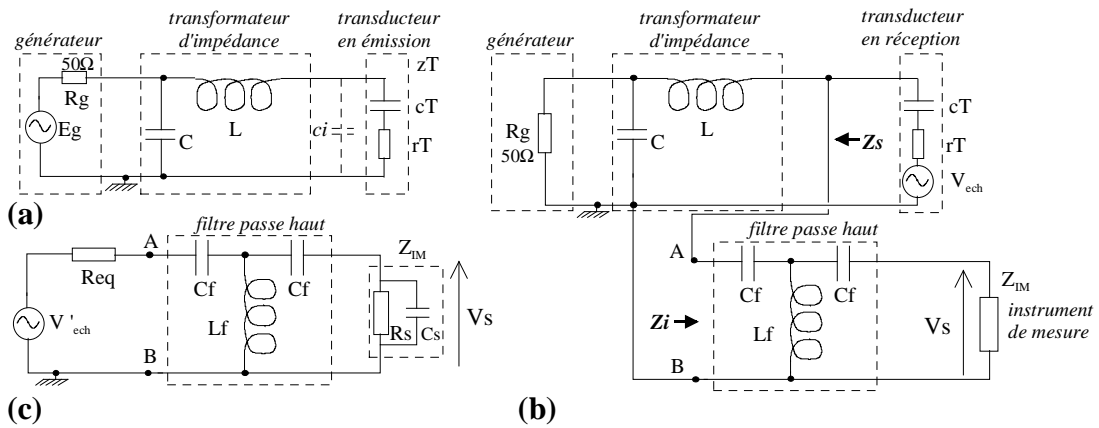 générateur
transformateur
d'impédance
transducteur
en émission
50Ω
Rg
Eg
C
L
ci
zT
cT
rT
(a)
générateur
transformateur
d'impédance
transducteur
en réception
Rg
50Ω
C
L
Zs
cT
rT
Vech
filtre passe haut
A
B
Zi
Cf
Cf
Lf
Vs
ZIM
instrument
de mesure
(b)
filtre passe haut
Req
A
B
V'ech
Cf
Cf
Lf
ZIM
Rs
Cs
Vs
(c)